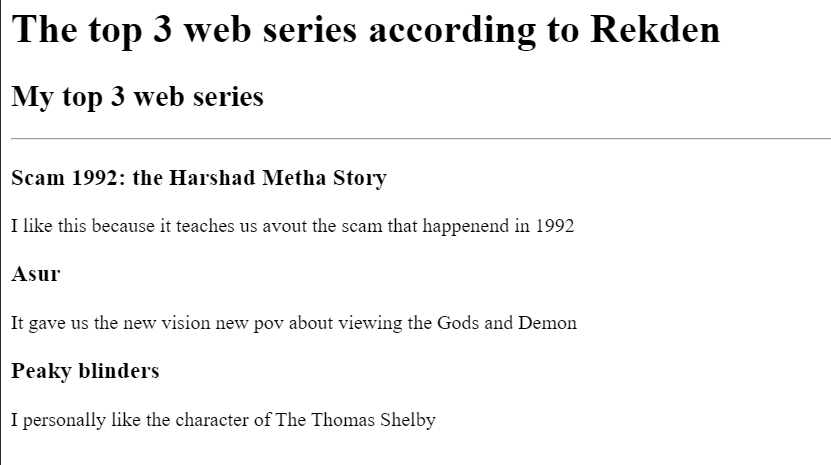 The top 3 web series according to Rekden
My top 3 web series
Scam 1992: the Harshad Metha Story
I like this because it teaches us avout the scam that happenend in 1992
Asur
It gave us the new vision new pov about viewing the Gods and Demon
Peaky blinders
I personally like the character of The Thomas Shelby